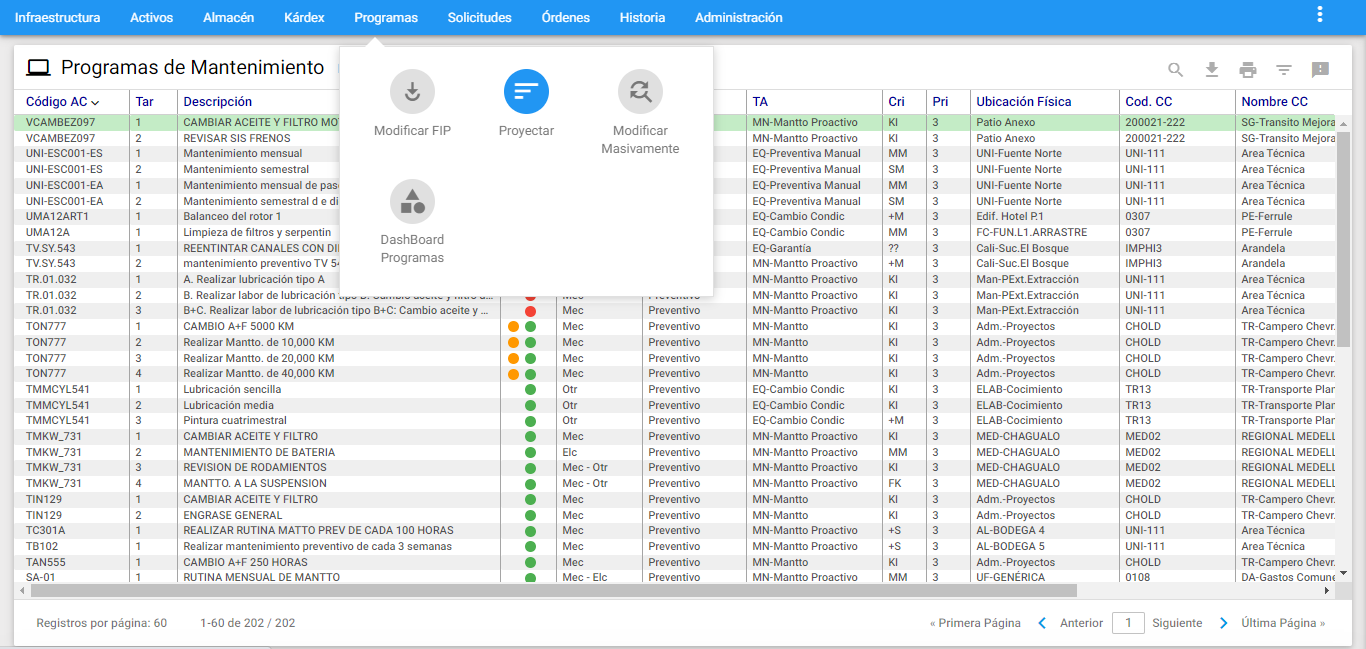 Infraestructura Activos Almacén Kárdex Programas Solicitudes Órdenes Historia Administración
Programas de Mantenimiento
Modificar FIP
Proyectar
Modificar
Masivamente
DashBoard
Programas
Código AC Tar Descripción TA Cri Pri Ubicación Física Cod. CC Nombre CC
VCAMBEZ097 1 CAMBIAR ACEITE Y FILTRO MO MN-Mantto Proactivo KI 3 Patio Anexo 200021-222 SG-Transito Mejora
VCAMBEZ097 2 REVISAR SIS FRENOS MN-Mantto Proactivo KI 3 Patio Anexo 200021-222 SG-Transito Mejora
UNI-ESC001-ES 1 Mantenimiento mensual EQ-Preventiva Manual MM 3 UNI-Fuente Norte UNI-111 Area Técnica
UNI-ESC001-ES 2 Mantenimiento semestral EQ-Preventiva Manual SM 3 UNI-Fuente Norte UNI-111 Area Técnica
UNI-ESC001-EA 1 Mantenimiento mensual de pas EQ-Preventiva Manual MM 3 UNI-Fuente Norte UNI-111 Area Técnica
UNI-ESC001-EA 2 Mantenimiento semestral d e di EQ-Preventiva Manual SM 3 UNI-Fuente Norte UNI-111 Area Técnica
UMA12ART1 1 Balanceo del rotor 1 EQ-Cambio Condic +M 3 Edif. Hotel P.1 0307 PE-Ferrule
UMA12A 1 Limpieza de filtros y serpentin EQ-Cambio Condic MM 3 FC-FUN.L1.ARRASTRE 0307 PE-Ferrule
TV.SY.543 1 REENTINTAR CANALES CON DI EQ-Garantía ?? 3 Cali-Suc.El Bosque IMPHI3 Arandela
TV.SY.543 2 mantenimiento preventivo TV 54 MN-Mantto Proactivo +M 3 Cali-Suc.El Bosque IMPHI3 Arandela
TR.01.032 1 A. Realizar lubricación tipo A MN-Mantto Proactivo KI 3 Man-PExt.Extracción UNI-111 Area Técnica
TR.01.032 2 B. Realizar labor de lubricación tipo B: Cambio aceite y filtro d... Mec Preventivo MN-Mantto Proactivo KI 3 Man-PExt.Extracción UNI-111 Area Técnica
TR.01.032 3 B+C. Realizar labor de lubricación tipo B+C: Cambio aceite y ... Mec Preventivo MN-Mantto Proactivo KI 3 Man-PExt.Extracción UNI-111 Area Técnica
TON777 1 CAMBIO A+F 5000 KM Mec Preventivo MN-Mantto KI 3 Adm.-Proyectos CHOLD TR-Campero Chevr
TON777 2 Realizar Mantto. de 10,000 KM Mec Preventivo MN-Mantto KI 3 Adm.-Proyectos CHOLD TR-Campero Chevr
TON777 3 Realizar Mantto. de 20,000 KM Mec Preventivo MN-Mantto KI 3 Adm.-Proyectos CHOLD TR-Campero Chevr
TON777 4 Realizar Mantto. de 40,000 KM Mec Preventivo MN-Mantto KI 3 Adm.-Proyectos CHOLD TR-Campero Chevr
TMMCYL541 1 Lubricación sencilla Otr Preventivo EQ-Cambio Condic KI 3 ELAB-Cocimiento TR13 TR-Transporte Plan
TMMCYL541 2 Lubricación media Otr Preventivo EQ-Cambio Condic KI 3 ELAB-Cocimiento TR13 TR-Transporte Plan
TMMCYL541 3 Pintura cuatrimestral Otr Preventivo EQ-Cambio Condic +M 3 ELAB-Cocimiento TR13 TR-Transporte Plan
TMKW_731 1 CAMBIAR ACEITE Y FILTRO Mec Preventivo MN-Mantto Proactivo KI 3 MED-CHAGUALO MED02 REGIONAL MEDELL
TMKW_731 2 MANTENIMIENTO DE BATERIA Elc Preventivo MN-Mantto Proactivo MM 3 MED-CHAGUALO MED02 REGIONAL MEDELL
TMKW_731 3 REVISION DE RODAMIENTOS Mec - Otr Preventivo MN-Mantto Proactivo KI 3 MED-CHAGUALO MED02 REGIONAL MEDELL
TMKW_731 4 MANTTO. A LA SUSPENSION Mec - Otr Preventivo MN-Mantto Proactivo FK 3 MED-CHAGUALO MED02 REGIONAL MEDELL
TIN129 1 CAMBIAR ACEITE Y FILTRO Mec Preventivo MN-Mantto KI 3 Adm.-Proyectos CHOLD TR-Campero Chevr
TIN129 2 ENGRASE GENERAL Mec Preventivo MN-Mantto KI 3 Adm.-Proyectos CHOLD TR-Campero Chevr
TC301A 1 REALIZAR RUTINA MATTO PREV DE CADA 100 HORAS Mec Preventivo MN-Mantto Proactivo +S 3 AL-BODEGA 4 UNI-111 Area Técnica
TB102 1 Realizar mantenimiento preventivo de cada 3 semanas Mec Preventivo MN-Mantto Proactivo +S 3 AL-BODEGA 5 UNI-111 Area Técnica
TAN555 1 CAMBIO A+F 250 HORAS Mec Preventivo MN-Mantto Proactivo KI 3 Adm.-Proyectos CHOLD TR-Campero Chevr
SA-01 1 RUTINA MENSUAL DE MANTTO Mec - Elc Preventivo MN-Mantto Proactivo MM 3 UF-GENÉRICA 0108 DA-Gastos Comune
Registros por página: 60 1-60 de 202 / 202 « Primera Página Anterior 1 Siguiente Última Página »